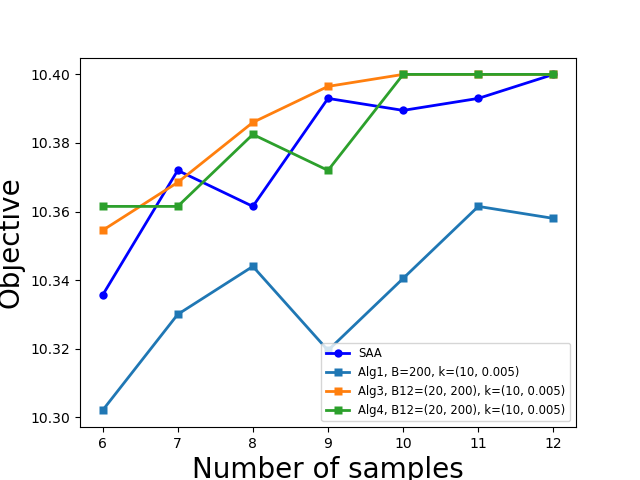 10.40
10.38
10.36
10.34
10.32
10.30
Objective
6 7 8 9 10 11 12
Number of samples
SAA
Alg1, B=200, k=(10, 0.005)
Alg3, B12=(20, 200), k=(10, 0.005)
Alg4, B12=(20, 200), k=(10, 0.005)